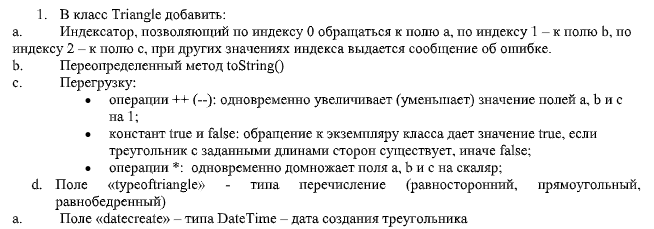 1. В класс Triangle добавить:
a. Индексатор, позволяющий по индексу 0 обращаться к полю a, по индексу 1 – к полю b, по
индексу 2 – к полю c, при других значениях индекса выдается сообщение об ошибке.
b. Переопределенный метод toString()
c. Перегрузку:
• операции ++ (--): одновременно увеличивает (уменьшает) значение полей a, b и c
на 1;
• констант true и false: обращение к экземпляру класса дает значение true, если
треугольник с заданными длинами сторон существует, иначе false;
• операции *: одновременно домножает поля a, b и c на скаляр;
d. Поле «typeoftriangle» - типа перечисление (равносторонний, прямоугольный,
равнобедренный)
a. Поле «datecreate» – типа DateTime – дата создания треугольника